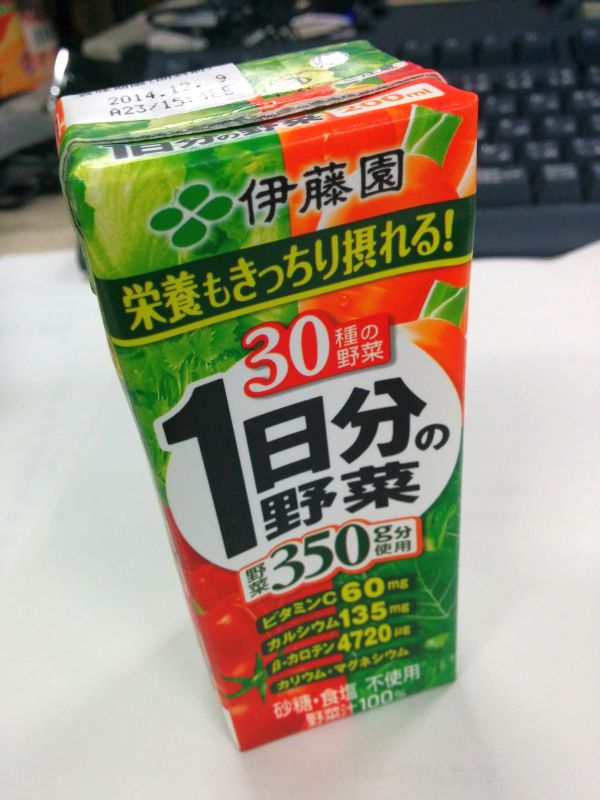 2014.12.9
1日分の野菜 200ml
伊藤園
栄養もきっちり摂れる!
30種の野菜
1日分の野菜
野菜350g分使用
ビタミンC 60mg
カルシウム 135mg
β-カロテン 4720μg
カリウム・マグネシウム
砂糖・食塩 不使用
野菜汁100%